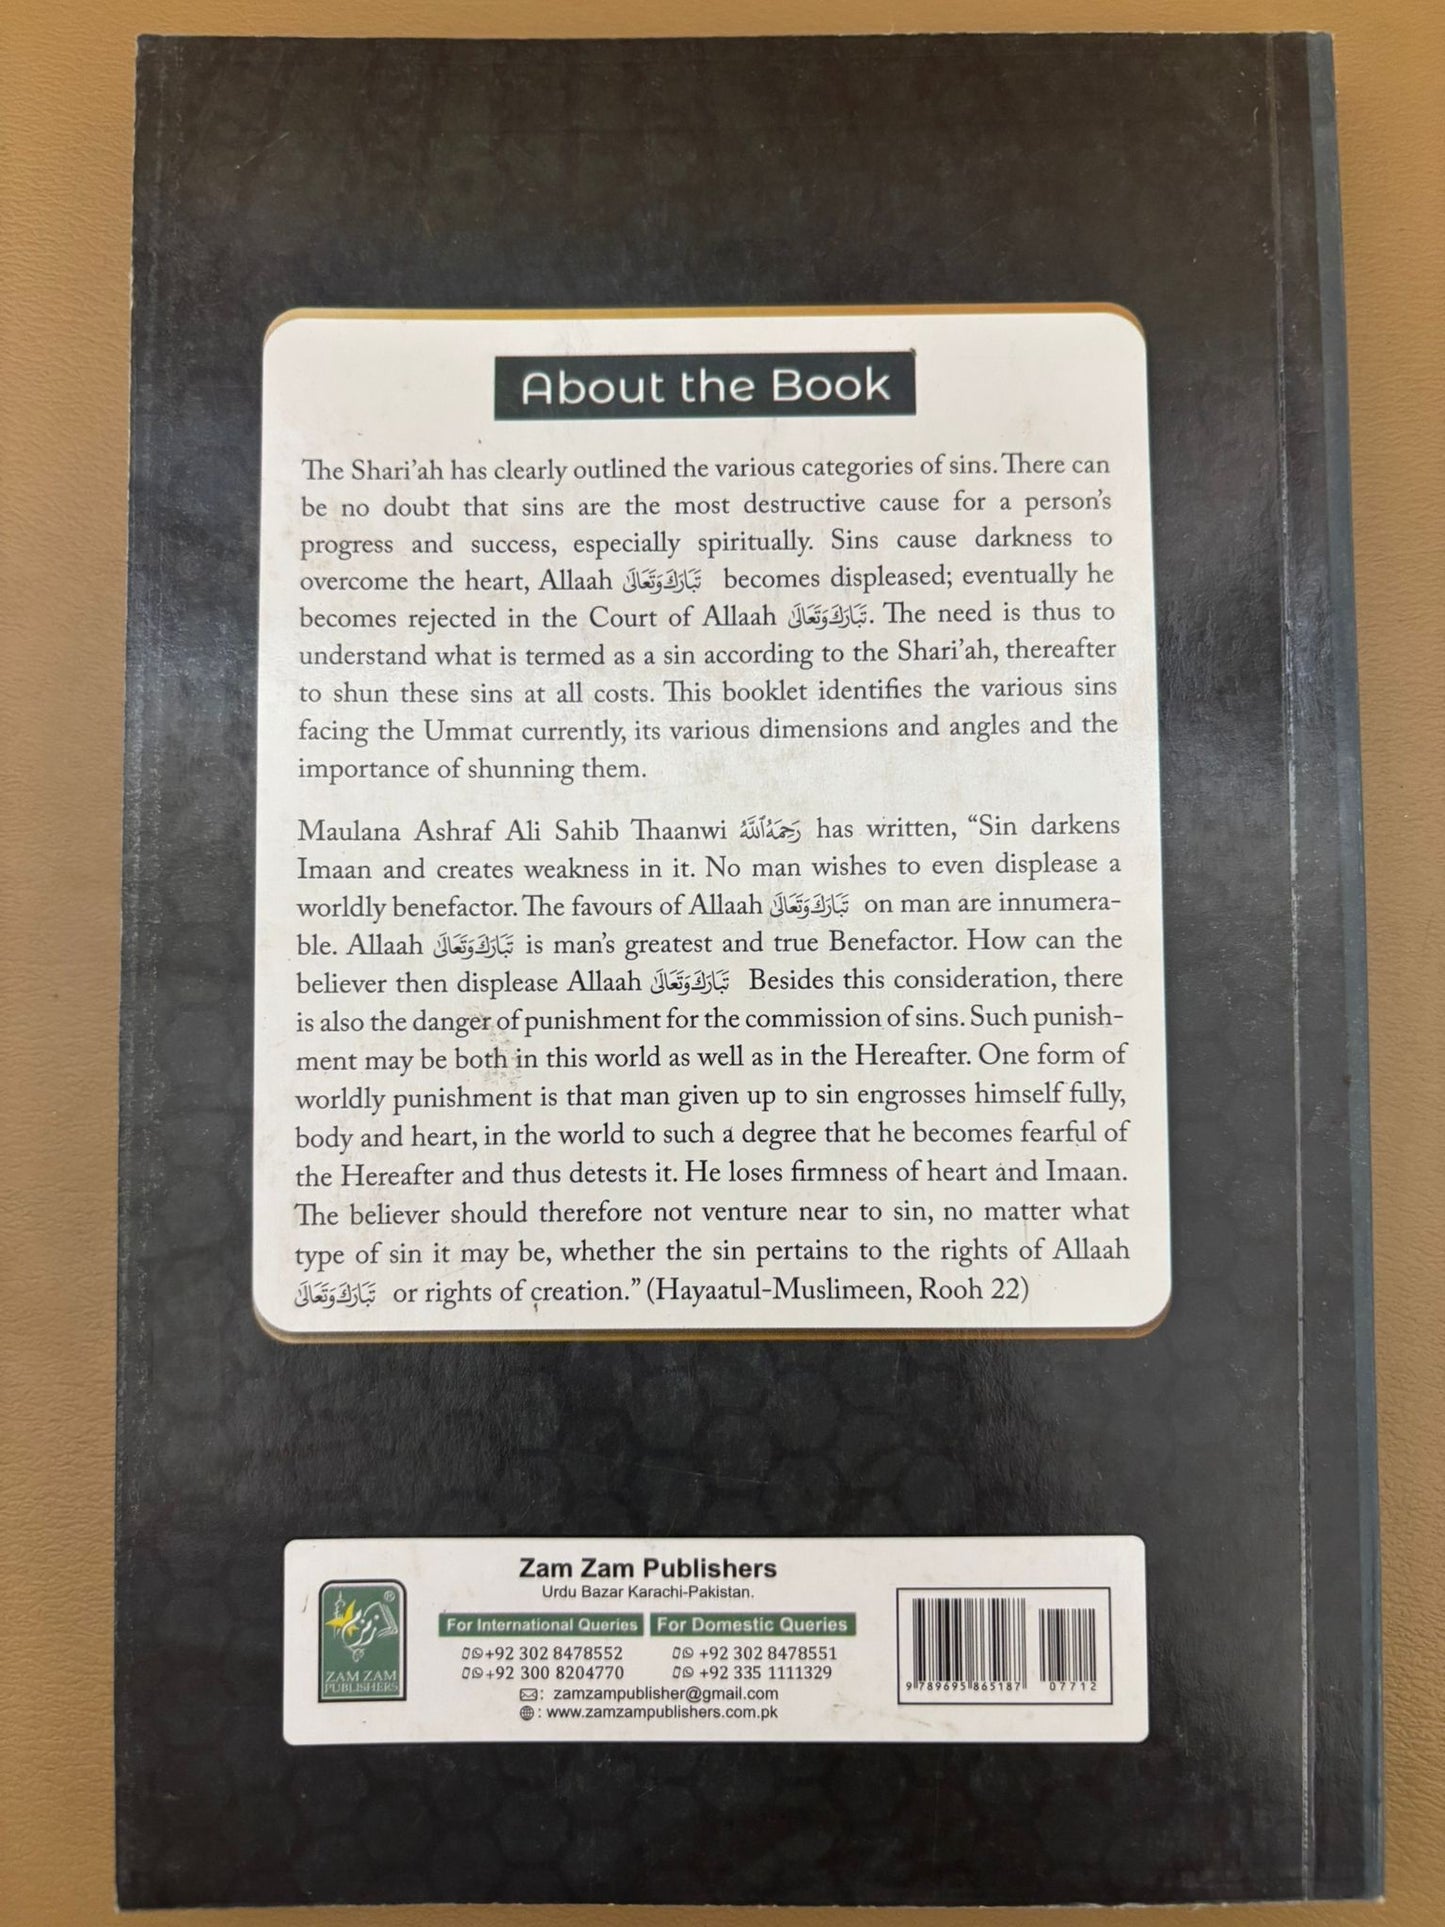 About the Book
The Shari’ah has clearly outlined the various categories of sins. There can
be no doubt that sins are the most destructive cause for a person’s
progress and success, especially spiritually. Sins cause darkness to
overcome the heart, Allaah تَبَارَكَ وَتَعَالَىٰ becomes displeased; eventually he
becomes rejected in the Court of Allaah تَبَارَكَ وَتَعَالَىٰ. The need is thus to
understand what is termed as a sin according to the Shari’ah, thereafter
to shun these sins at all costs. This booklet identifies the various sins
facing the Ummat currently, its various dimensions and angles and the
importance of shunning them.
Maulana Ashraf Ali Sahib Thaanwi رَحِمَهُ ٱللَّهُ has written, “Sin darkens
Imaan and creates weakness in it. No man wishes to even displease a
worldly benefactor. The favours of Allaah تَبَارَكَ وَتَعَالَىٰ on man are innumera-
ble. Allaah تَبَارَكَ وَتَعَالَىٰ is man’s greatest and true Benefactor. How can the
believer then displease Allaah تَبَارَكَ وَتَعَالَىٰ Besides this consideration, there
is also the danger of punishment for the commission of sins. Such punish-
ment may be both in this world as well as in the Hereafter. One form of
worldly punishment is that man given up to sin engrosses himself fully,
body and heart, in the world to such a degree that he becomes fearful of
the Hereafter and thus detests it. He loses firmness of heart and Imaan.
The believer should therefore not venture near to sin, no matter what
type of sin it may be, whether the sin pertains to the rights of Allaah
تَبَارَكَ وَتَعَالَىٰ or rights of creation.” (Hayaatul-Muslimeen, Rooh 22)
Zam Zam Publishers
Urdu Bazar Karachi-Pakistan.
For International Queries For Domestic Queries
+92 302 8478552 +92 302 8478551
+92 300 8204770 +92 335 1111329
: zamzampublisher@gmail.com
: www.zamzampublishers.com.pk
زمزم
®
ZAM ZAM
PUBLISHERS
9 789695 865187 07712